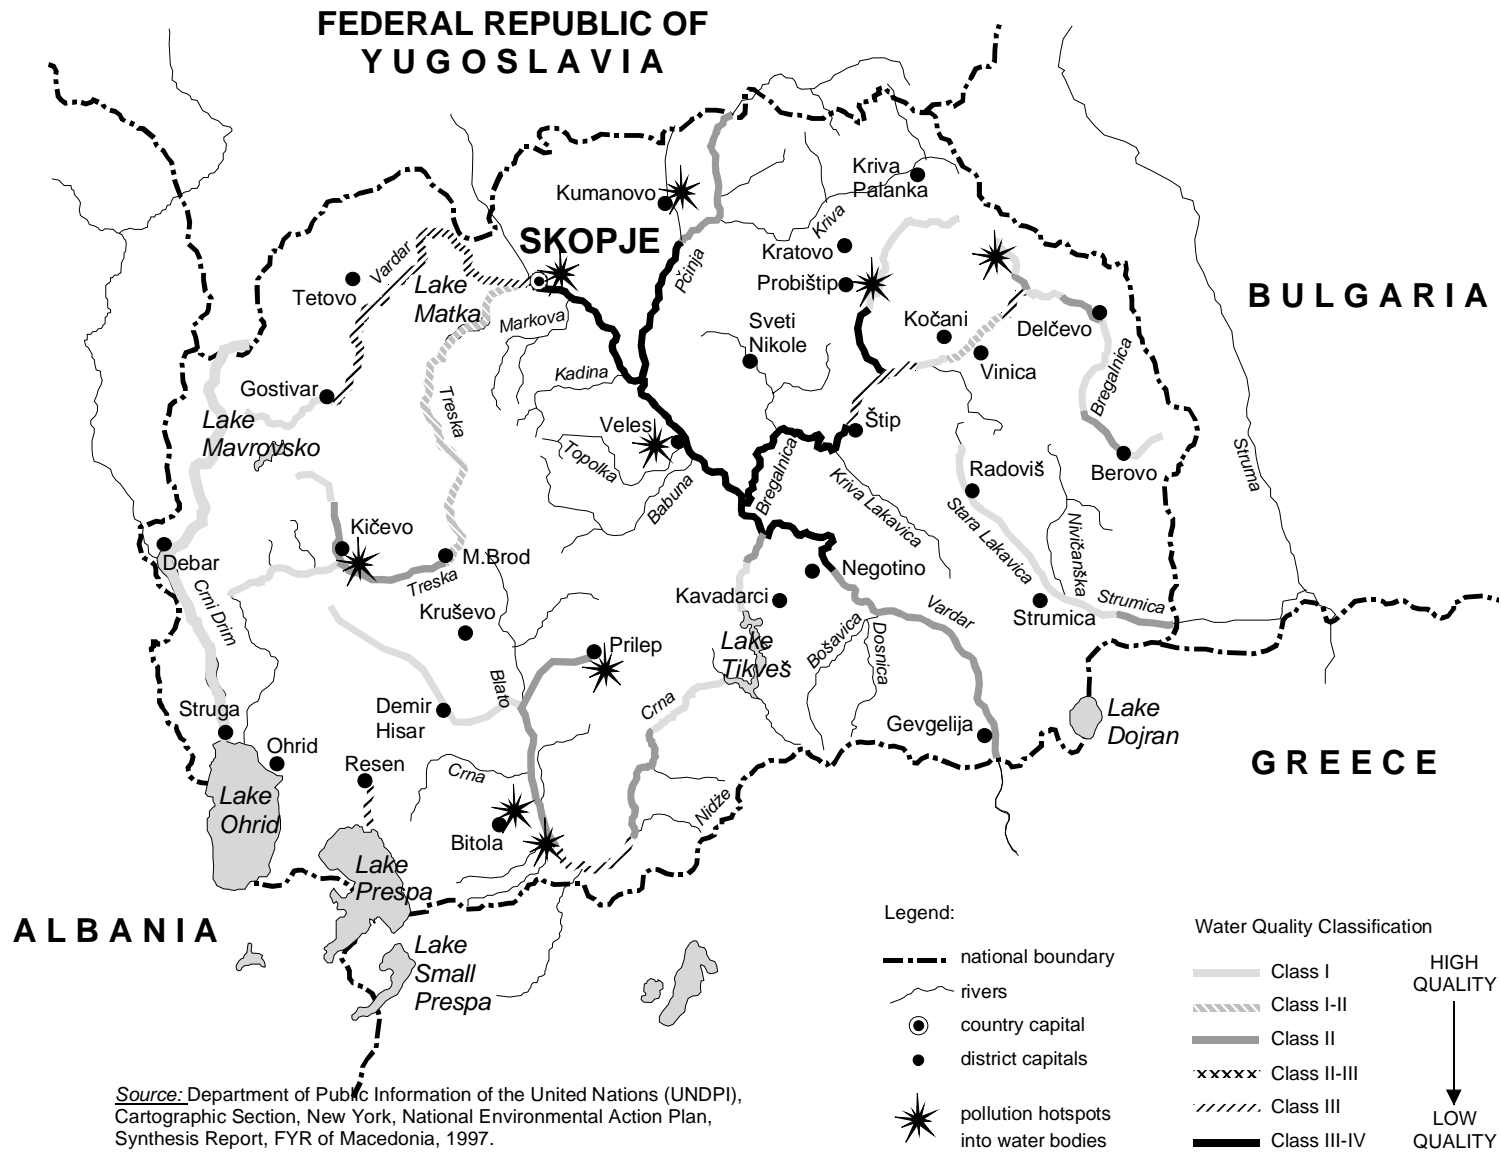 FEDERAL REPUBLIC OF
YUGOSLAVIA
Kriva
Palanka
Kumanovo
SKOPJE
Kriva
Kratovo
Pčinja
Probištip
BULGARIA
Vardar
Tetovo
Lake
Matka
Markova
Sveti
Nikole
Kočani
Delčevo
Vinica
Kadina
Gostivar
Treska
Bregalnica
Lake
Mavrovsko
Veles
Štip
Topolka
Bregalnica
Struma
Babuna
Kriva Lakavica
Radoviš
Berovo
Stara Lakavica
Nivičanška
Kičevo
M.Brod
Debar
Treska
Negotino
Crni Drim
Kruševo
Kavadarci
Vardar
Strumica
Strumica
Prilep
Lake
Tikveš
Bošavica
Dosnica
Blato
Struga
Demir
Hisar
Crna
Gevgelija
Lake
Dojran
Ohrid
Resen
Crna
GREECE
Lake
Ohrid
Nidže
Bitola
Lake
Prespa
ALBANIA
Lake
Small
Prespa
Legend:
national boundary
rivers
country capital
district capitals
pollution hotspots
into water bodies
Water Quality Classification
Class I
Class I-II
Class II
Class II-III
Class III
Class III-IV
HIGH
QUALITY
LOW
QUALITY
Source: Department of Public Information of the United Nations (UNDPI),
Cartographic Section, New York, National Environmental Action Plan,
Synthesis Report, FYR of Macedonia, 1997.